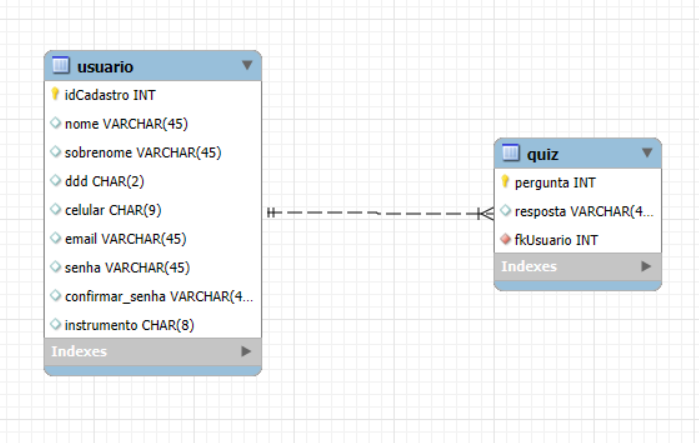 usuario
idCadastro INT
nome VARCHAR(45)
sobrenome VARCHAR(45)
ddd CHAR(2)
celular CHAR(9)
email VARCHAR(45)
senha VARCHAR(45)
confirmar_senha VARCHAR(4...
instrumento CHAR(8)
Indexes
quiz
pergunta INT
resposta VARCHAR(4...
fkUsuario INT
Indexes